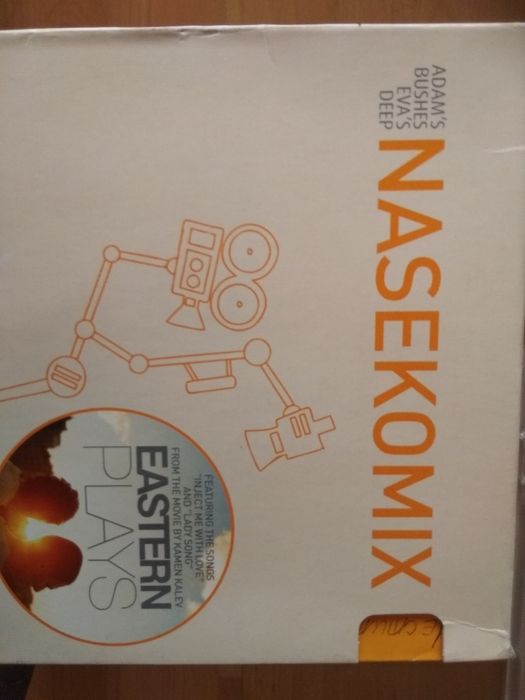 ADAM'S
BUSHES
EVA'S
DEEP
NASEKOMIX
FEATURING THE SONGS
"INJECT ME WITH LOVE"
AND "LADY SONG"
FROM THE MOVIE BY KAMEN KALEV
EASTERN
PLAYS